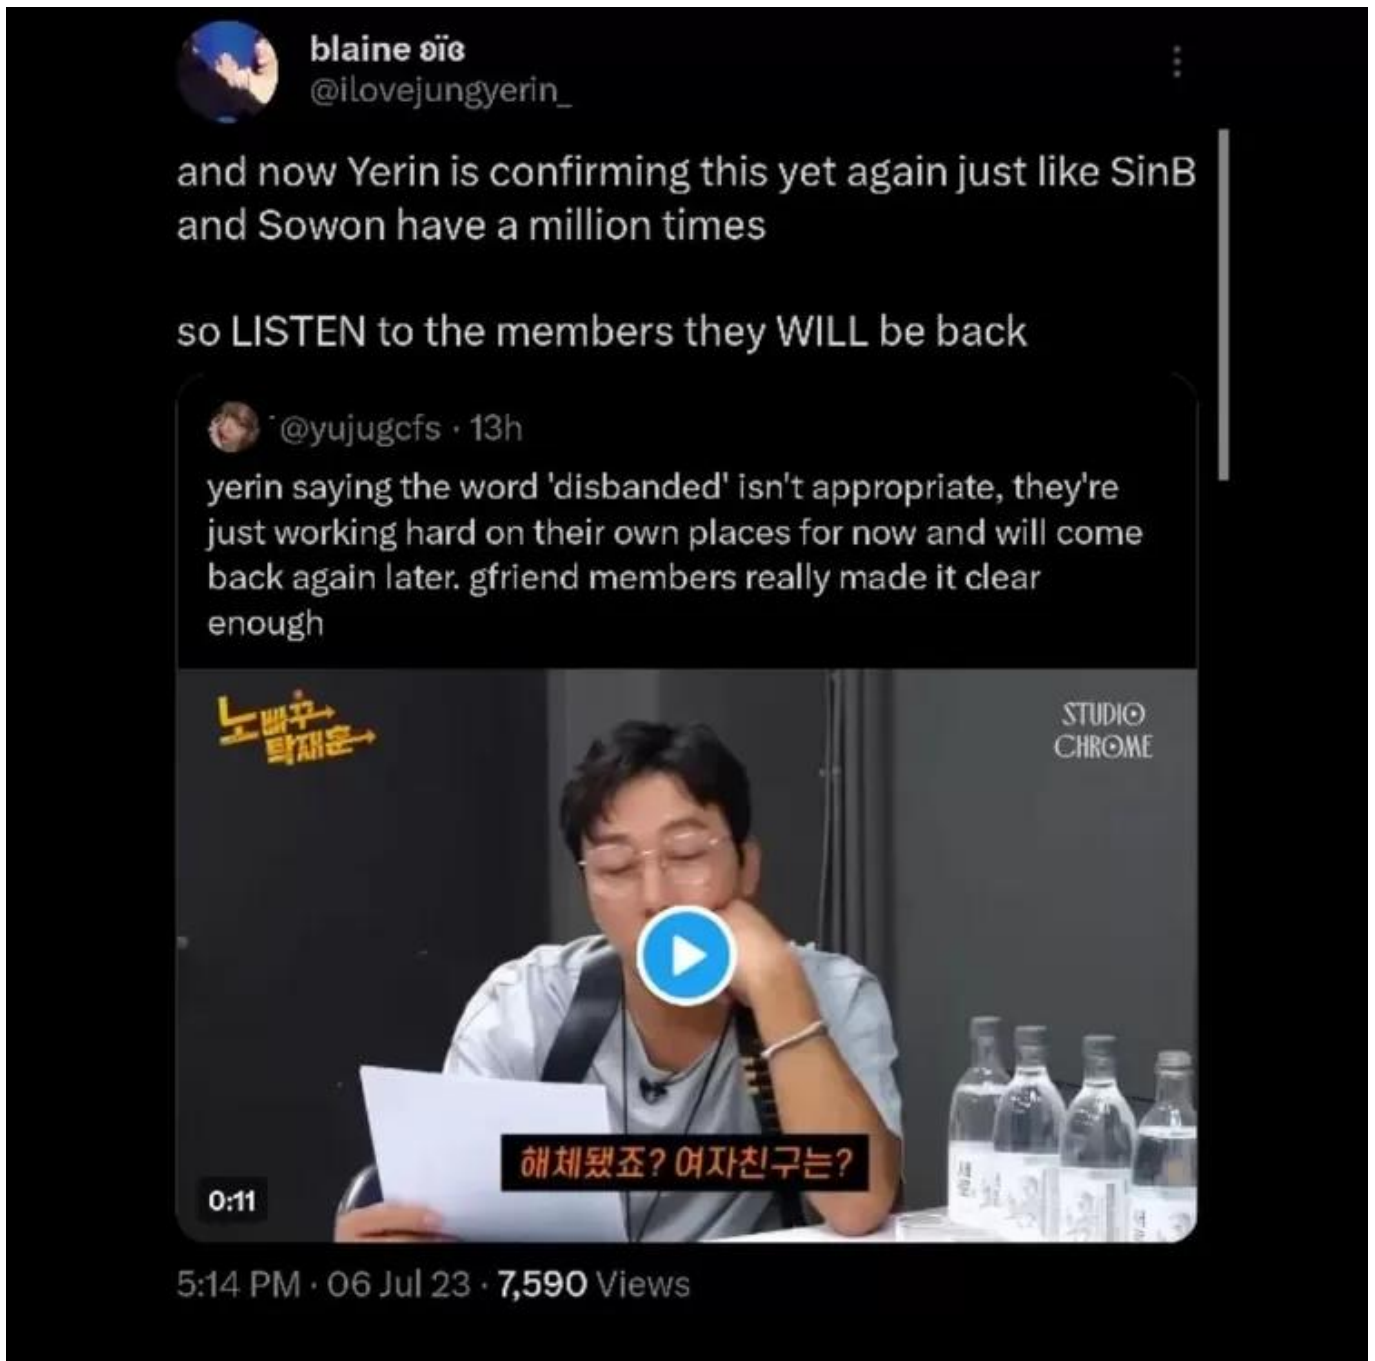 blaine ʚïɞ
@ilovejungyerin_
and now Yerin is confirming this yet again just like SinB
and Sowon have a million times
so LISTEN to the members they WILL be back
@yujugcfs · 13h
yerin saying the word 'disbanded' isn't appropriate, they're
just working hard on their own places for now and will come
back again later. gfriend members really made it clear
enough
노빠꾸
탁재훈
STUDIO
CHROME
해체됐죠? 여자친구는?
0:11
5:14 PM · 06 Jul 23 · 7,590 Views